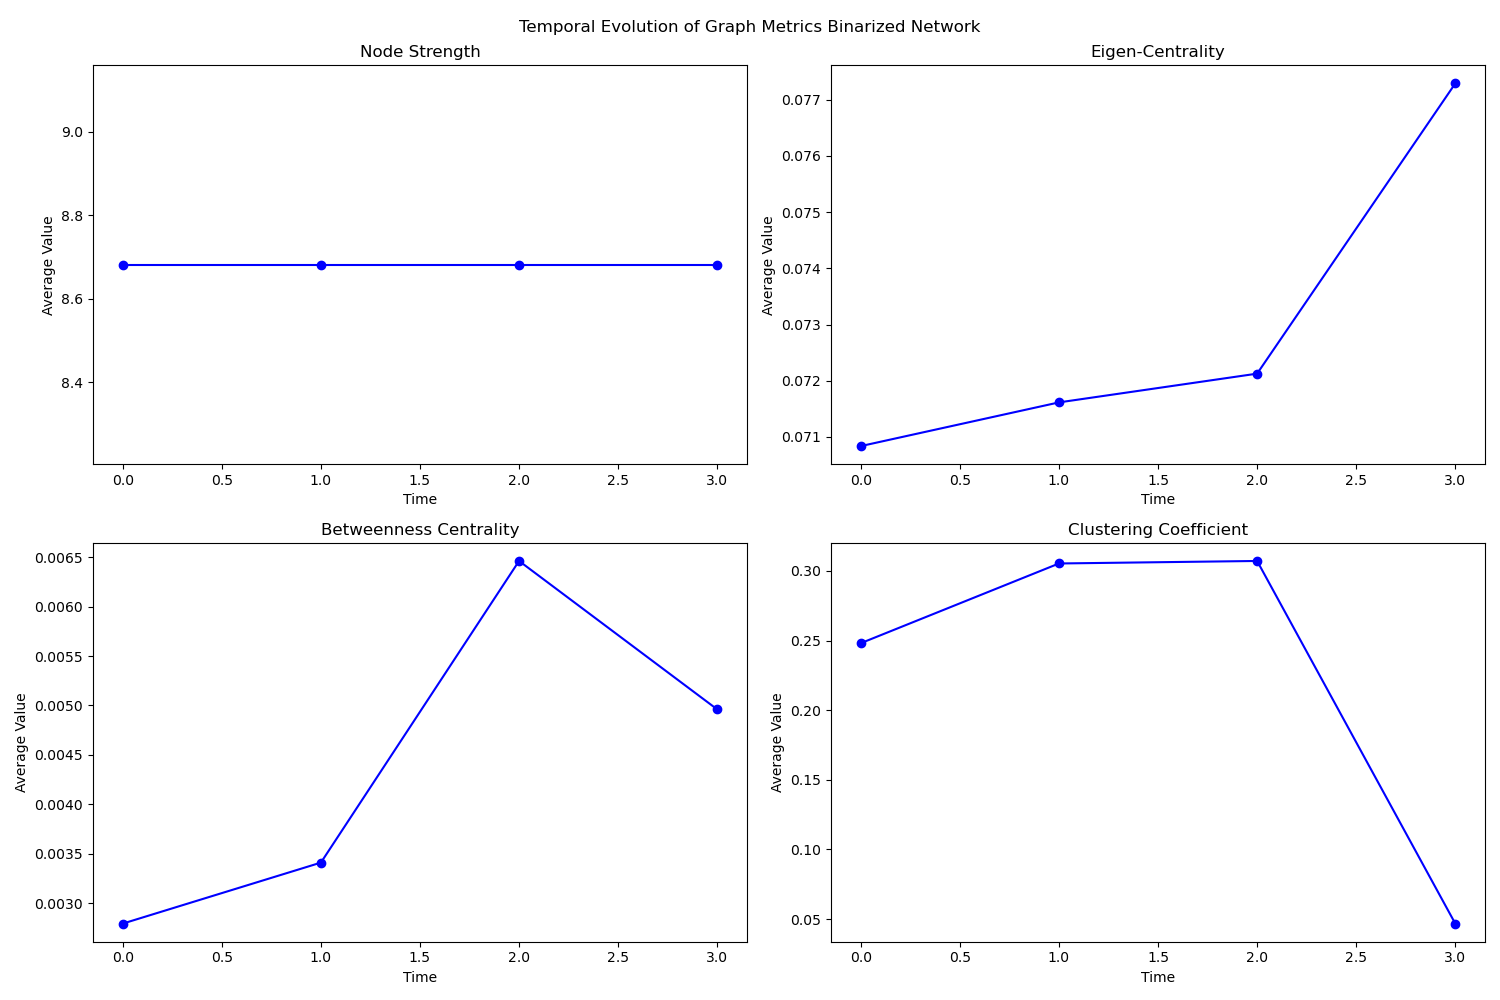 Temporal Evolution of Graph Metrics Binarized Network
Node Strength
Average Value
9.0
8.8
8.6
8.4
0.0 0.5 1.0 1.5 2.0 2.5 3.0
Time
Eigen-Centrality
Average Value
0.077
0.076
0.075
0.074
0.073
0.072
0.071
0.0 0.5 1.0 1.5 2.0 2.5 3.0
Time
Betweenness Centrality
Average Value
0.0065
0.0060
0.0055
0.0050
0.0045
0.0040
0.0035
0.0030
0.0 0.5 1.0 1.5 2.0 2.5 3.0
Time
Clustering Coefficient
Average Value
0.30
0.25
0.20
0.15
0.10
0.05
0.0 0.5 1.0 1.5 2.0 2.5 3.0
Time